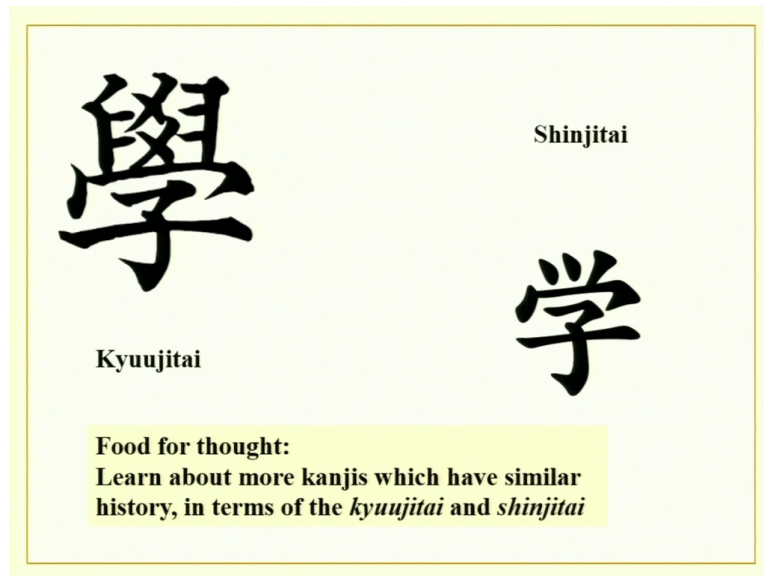 學
Shinjitai
学
Kyuujitai
Food for thought:
Learn about more kanjis which have similar
history, in terms of the kyuujitai and shinjitai